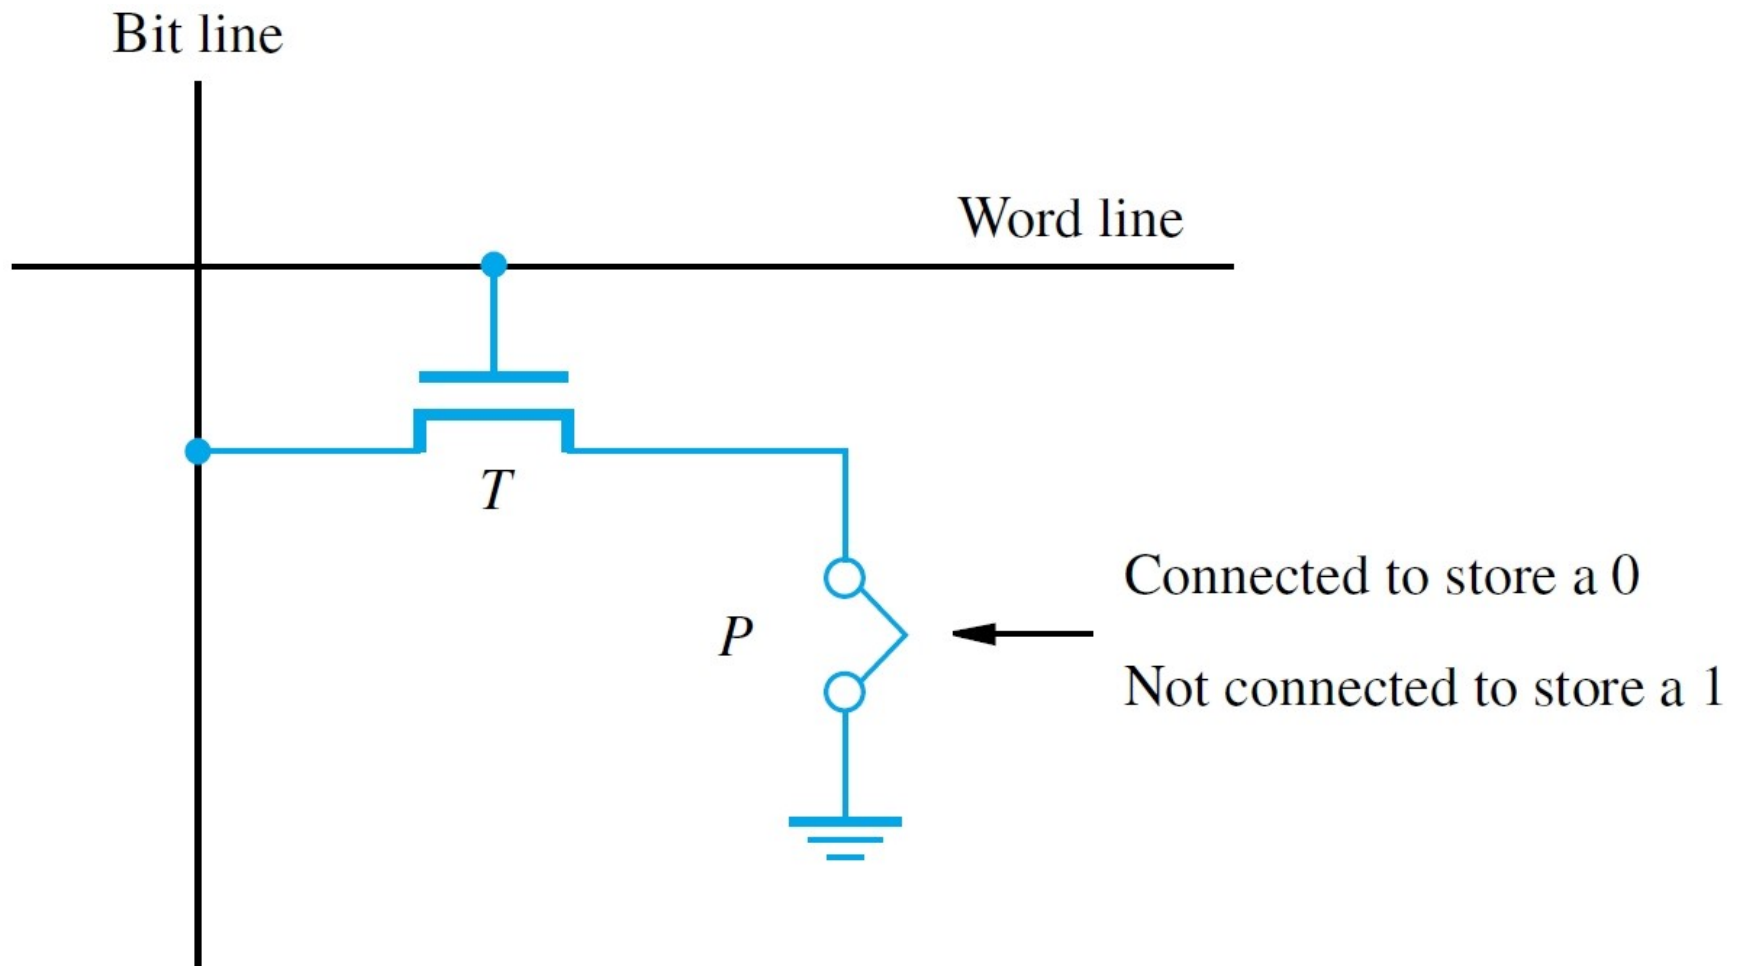 Bit line
Word line
T
Connected to store a 0
P
Not connected to store a 1